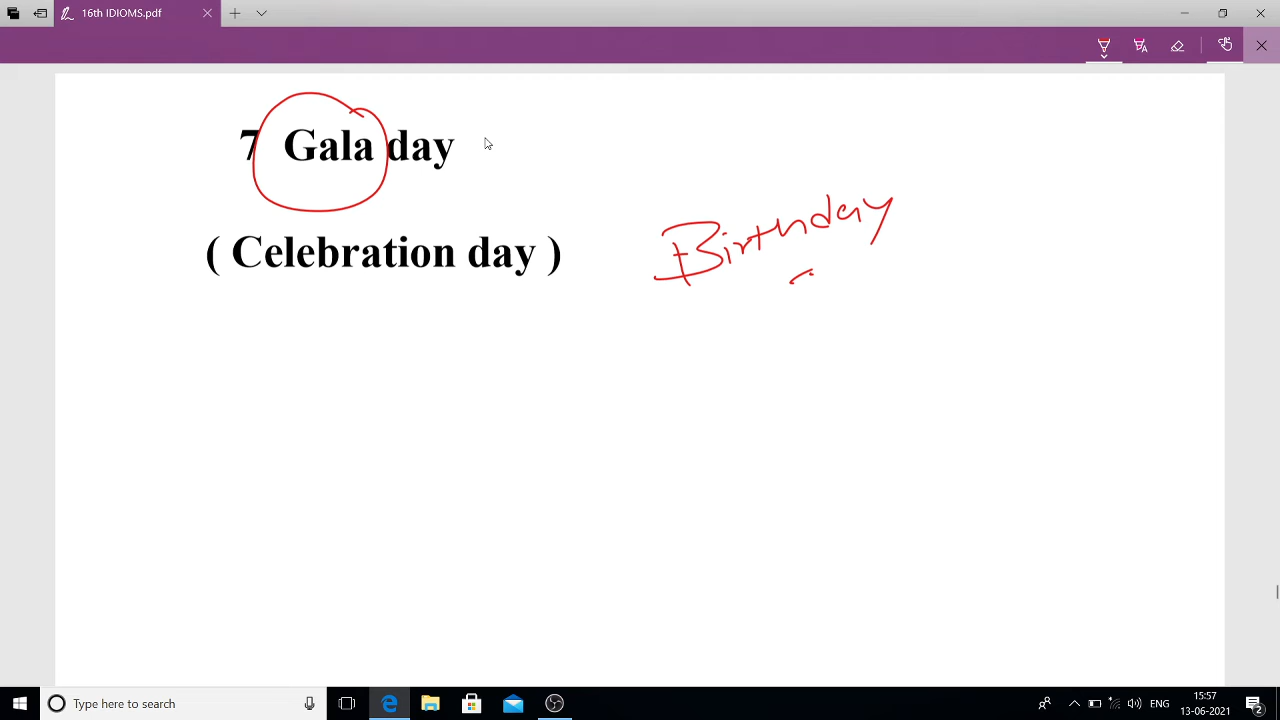 16th IDIOMS.pdf
7 Gala day
Birthday
( Celebration day )
Type here to search
ENG
15:57
13-06-2021
2